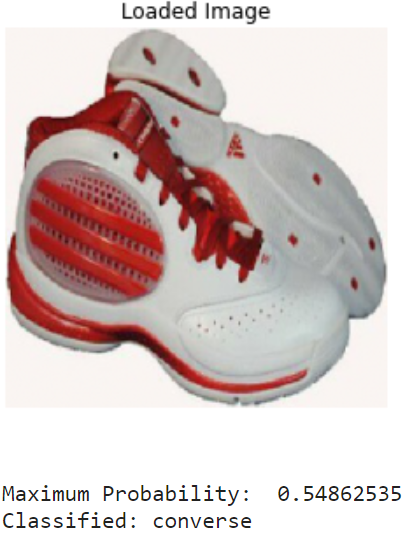 Loaded Image
Maximum Probability:  0.54862535
Classified: converse